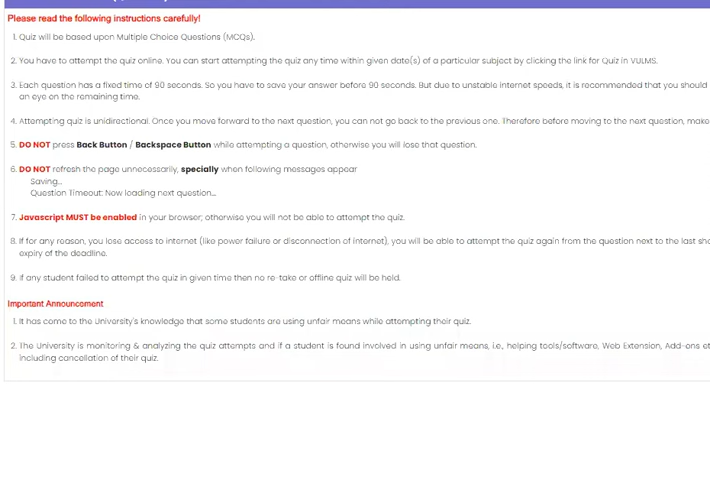 Please read the following instructions carefully!
1. Quiz will be based upon Multiple Choice Questions (MCQs).
2. You have to attempt the quiz online. You can start attempting the quiz any time within given date(s) of a particular subject by clicking the link for Quiz in VULMS.
3. Each question has a fixed time of 90 seconds. So you have to save your answer before 90 seconds. But due to unstable internet speeds, it is recommended that you should
an eye on the remaining time.
4. Attempting quiz is unidirectional. Once you move forward to the next question, you can not go back to the previous one. Therefore before moving to the next question, make
5. DO NOT press Back Button / Backspace Button while attempting a question, otherwise you will lose that question.
6. DO NOT refresh the page unnecessarily, specially when following messages appear
Saving...
Question Timeout: Now loading next question...
7. Javascript MUST be enabled in your browser; otherwise you will not be able to attempt the quiz.
8. If for any reason, you lose access to internet (like power failure or disconnection of internet), you will be able to attempt the quiz again from the question next to the last
expiry of the deadline.
9. If any student failed to attempt the quiz in given time then no re-take or offline quiz will be held.
Important Announcement
1. It has come to the University's knowledge that some students are using unfair means while attempting their quiz.
2. The University is monitoring & analyzing the quiz attempts and if a student is found involved in using unfair means, i.e., helping tools/software, Web Extension, Add-ons
including cancellation of their quiz.